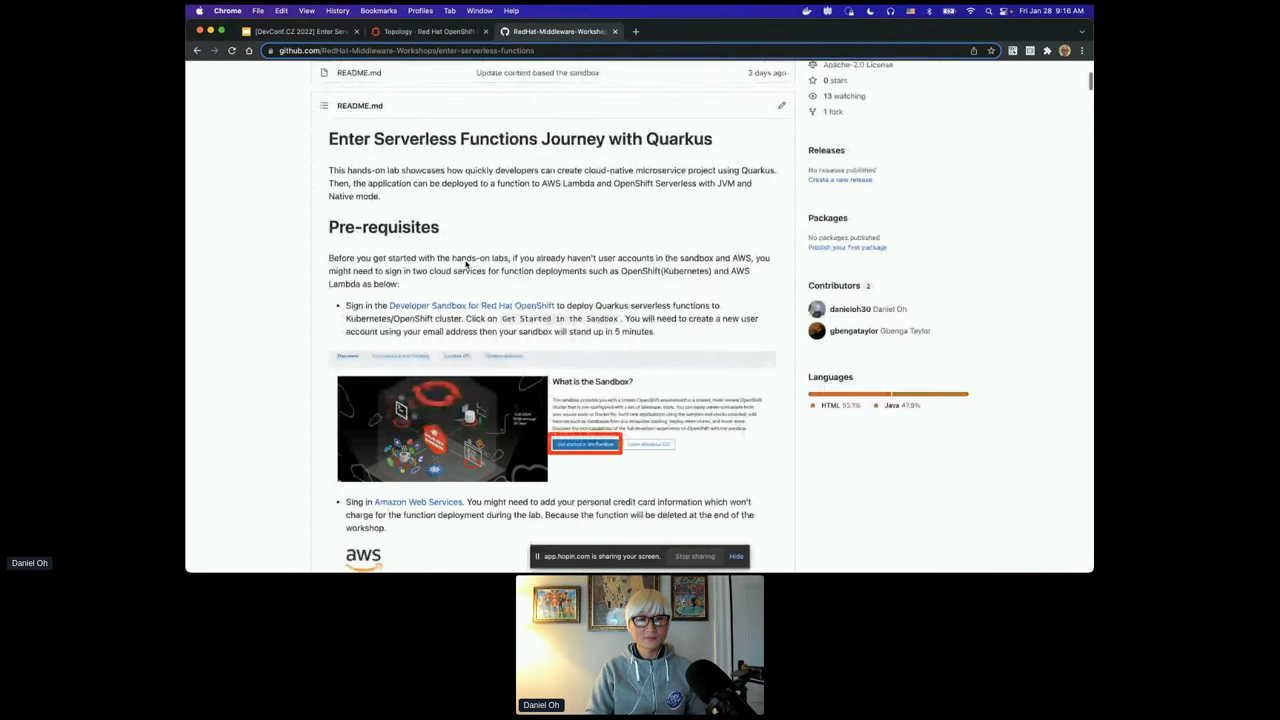 Chrome File Edit View History Bookmarks Profiles Tab Window Help
Fri Jan 28 9:16 AM
[DevConf.CZ 2022] Enter Serv
Topology · Red Hat OpenShift
RedHat-Middleware-Workshops
github.com/RedHat-Middleware-Workshops/enter-serverless-functions
README.md Update content based the sandbox 3 days ago
README.md
Enter Serverless Functions Journey with Quarkus
This hands-on lab showcases how quickly developers can create cloud-native microservice project using Quarkus.
Then, the application can be deployed to a function to AWS Lambda and OpenShift Serverless with JVM and
Native mode.
Pre-requisites
Before you get started with the hands-on labs, if you already haven't user accounts in the sandbox and AWS, you
might need to sign in two cloud services for function deployments such as OpenShift(Kubernetes) and AWS
Lambda as below:
Sign in the Developer Sandbox for Red Hat OpenShift to deploy Quarkus serverless functions to
Kubernetes/OpenShift cluster. Click on Get Started in the Sandbox . You will need to create a new user
account using your email address then your sandbox will stand up in 5 minutes.
What is the Sandbox?
Get started in the Sandbox
Sing in Amazon Web Services. You might need to add your personal credit card information which won't
charge for the function deployment during the lab. Because the function will be deleted at the end of the
workshop.
aws
Apache-2.0 License
0 stars
13 watching
1 fork
Releases
No releases published
Create a new release
Packages
No packages published
Publish your first package
Contributors 2
danieloh30 Daniel Oh
gbengataylor Gbenga Taylor
Languages
HTML 52.1% Java 47.9%
app.hopin.com is sharing your screen. Stop sharing Hide
Daniel Oh
Daniel Oh